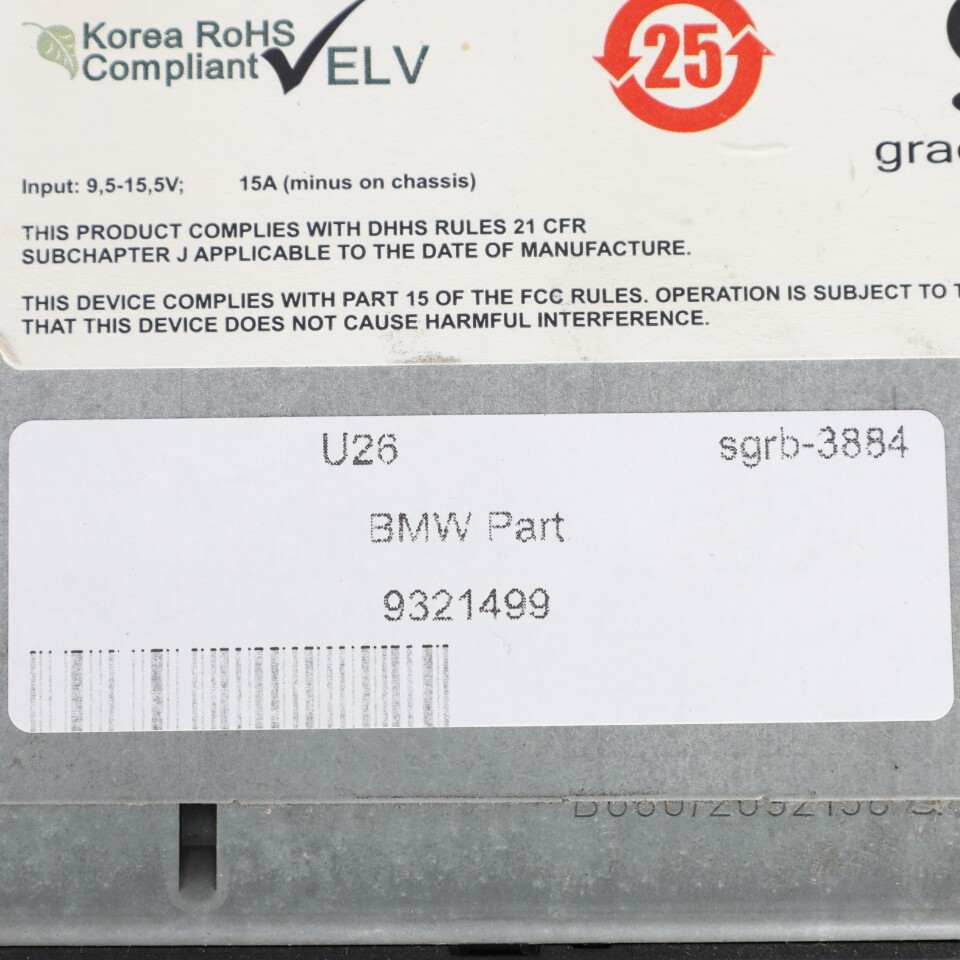 Korea RoHS
Compliant ELV
25
grac
Input: 9,5-15,5V; 15A (minus on chassis)
THIS PRODUCT COMPLIES WITH DHHS RULES 21 CFR
SUBCHAPTER J APPLICABLE TO THE DATE OF MANUFACTURE.
THIS DEVICE COMPLIES WITH PART 15 OF THE FCC RULES. OPERATION IS SUBJECT TO T
THAT THIS DEVICE DOES NOT CAUSE HARMFUL INTERFERENCE.
U26 sgrb-3884
BMW Part
9321499